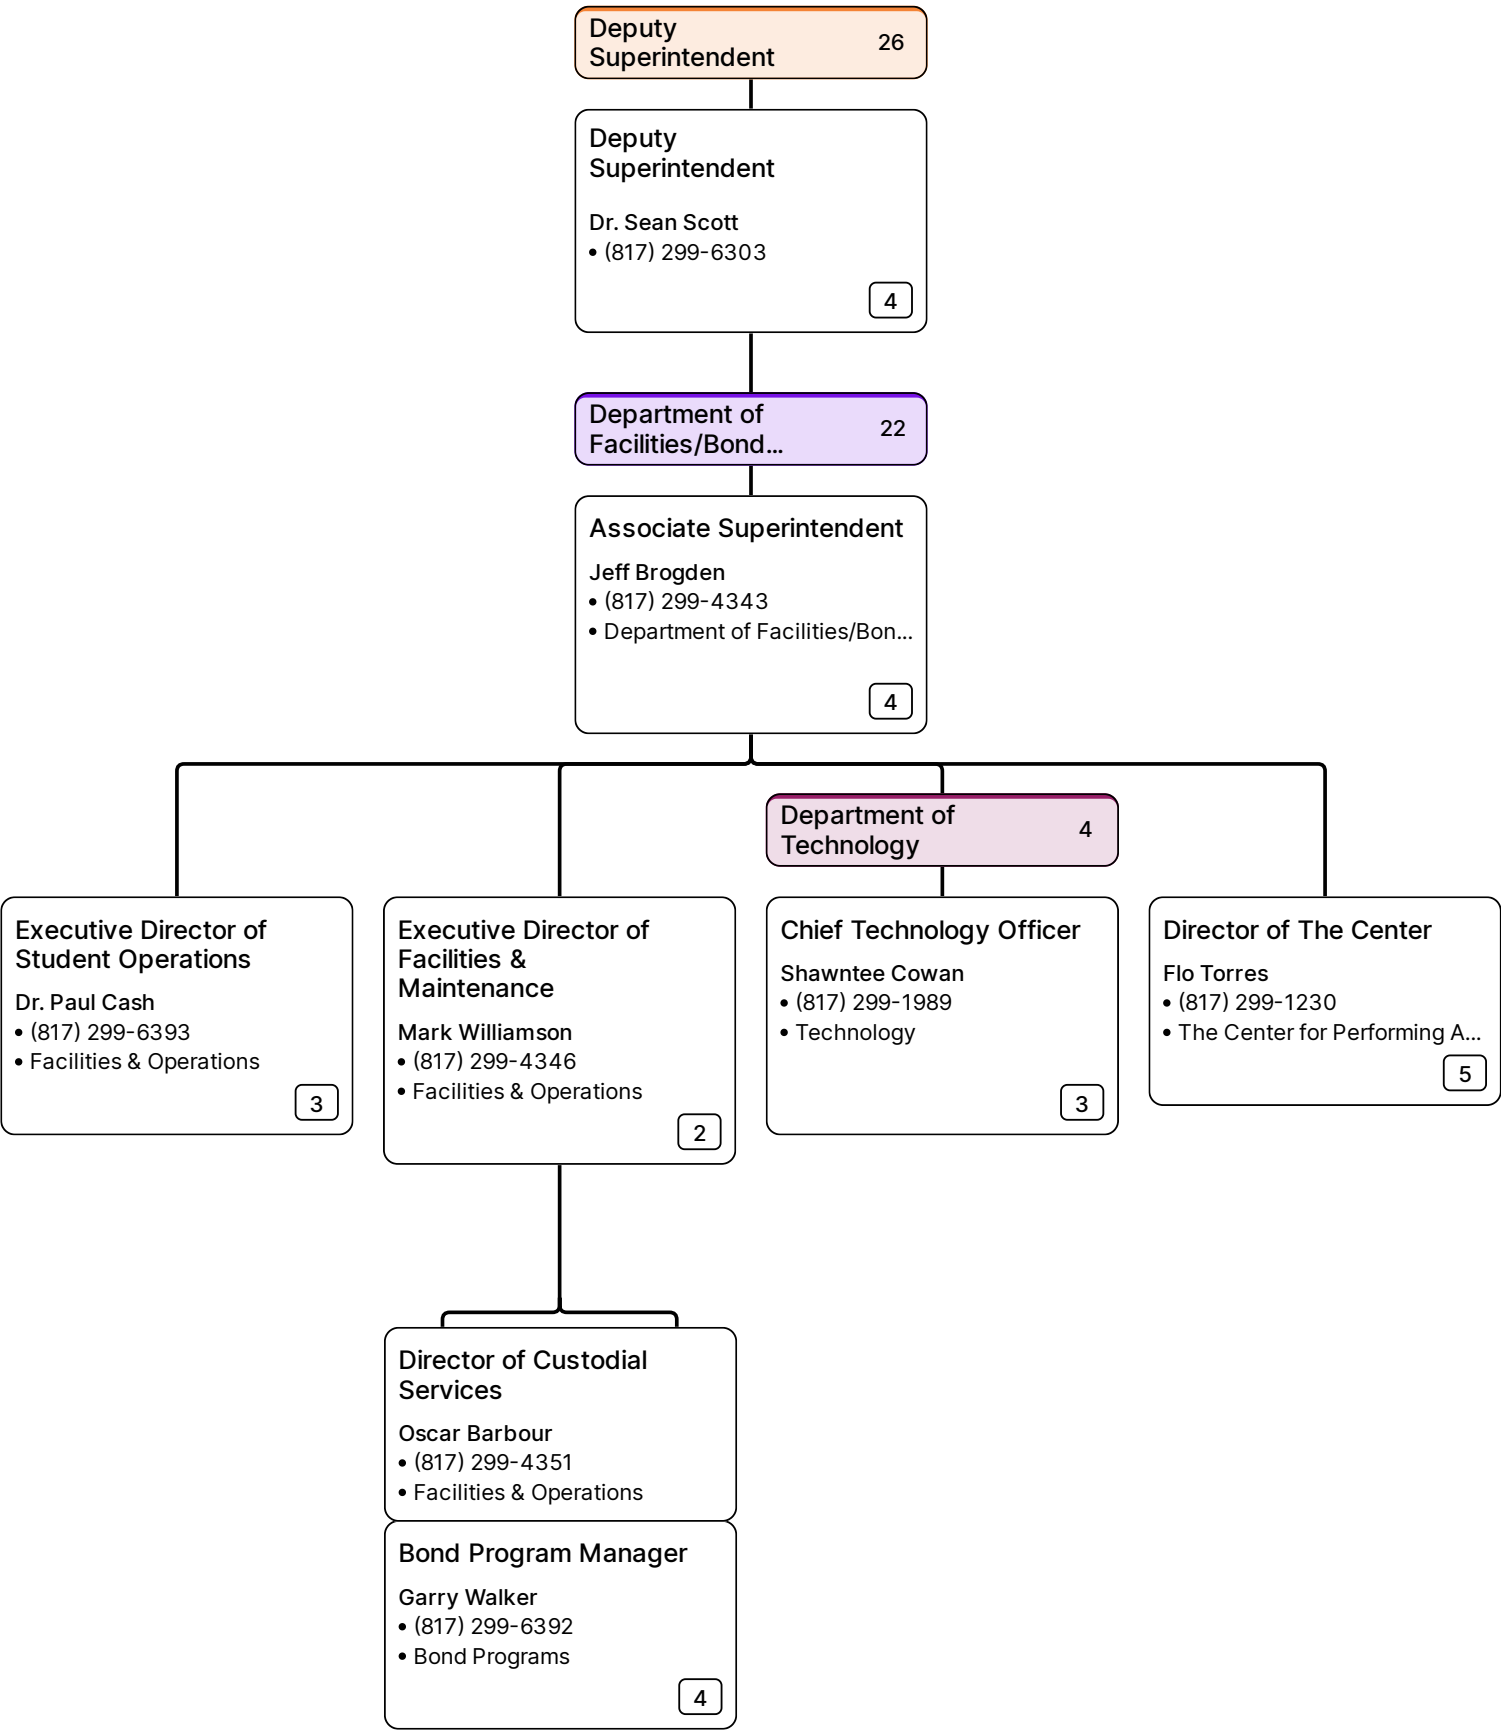 Deputy
Superintendent
26
Deputy
Superintendent
Dr. Sean Scott
• (817) 299-6303
4
Department of
Facilities/Bond...
22
Associate Superintendent
Jeff Brogden
• (817) 299-4343
• Department of Facilities/Bon...
4
Executive Director of
Student Operations
Dr. Paul Cash
• (817) 299-6393
• Facilities & Operations
3
Executive Director of
Facilities &
Maintenance
Mark Williamson
• (817) 299-4346
• Facilities & Operations
2
Department of
Technology
4
Chief Technology Officer
Shawntee Cowan
• (817) 299-1989
• Technology
3
Director of The Center
Flo Torres
• (817) 299-1230
• The Center for Performing A...
5
Director of Custodial
Services
Oscar Barbour
• (817) 299-4351
• Facilities & Operations
Bond Program Manager
Garry Walker
• (817) 299-6392
• Bond Programs
4